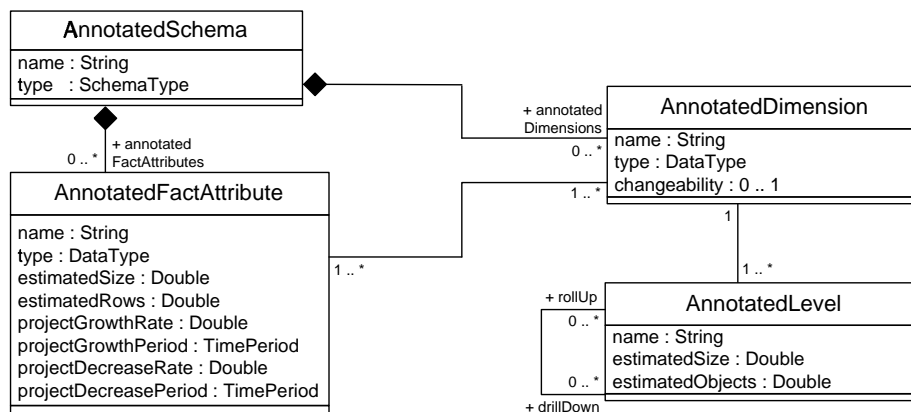 AnnotatedSchema
name : String
type : SchemaType
+ annotated
Dimensions
0 .. *
AnnotatedDimension
name : String
type : DataType
changeability : 0 .. 1
+ annotated
FactAttributes
0 .. *
AnnotatedFactAttribute
name : String
type : DataType
estimatedSize : Double
estimatedRows : Double
projectGrowthRate : Double
projectGrowthPeriod : TimePeriod
projectDecreaseRate : Double
projectDecreasePeriod : TimePeriod
1 .. *
1 .. *
1
1 .. *
+ rollUp
0 .. *
0 .. *
+ drillDown
AnnotatedLevel
name : String
estimatedSize : Double
estimatedObjects : Double